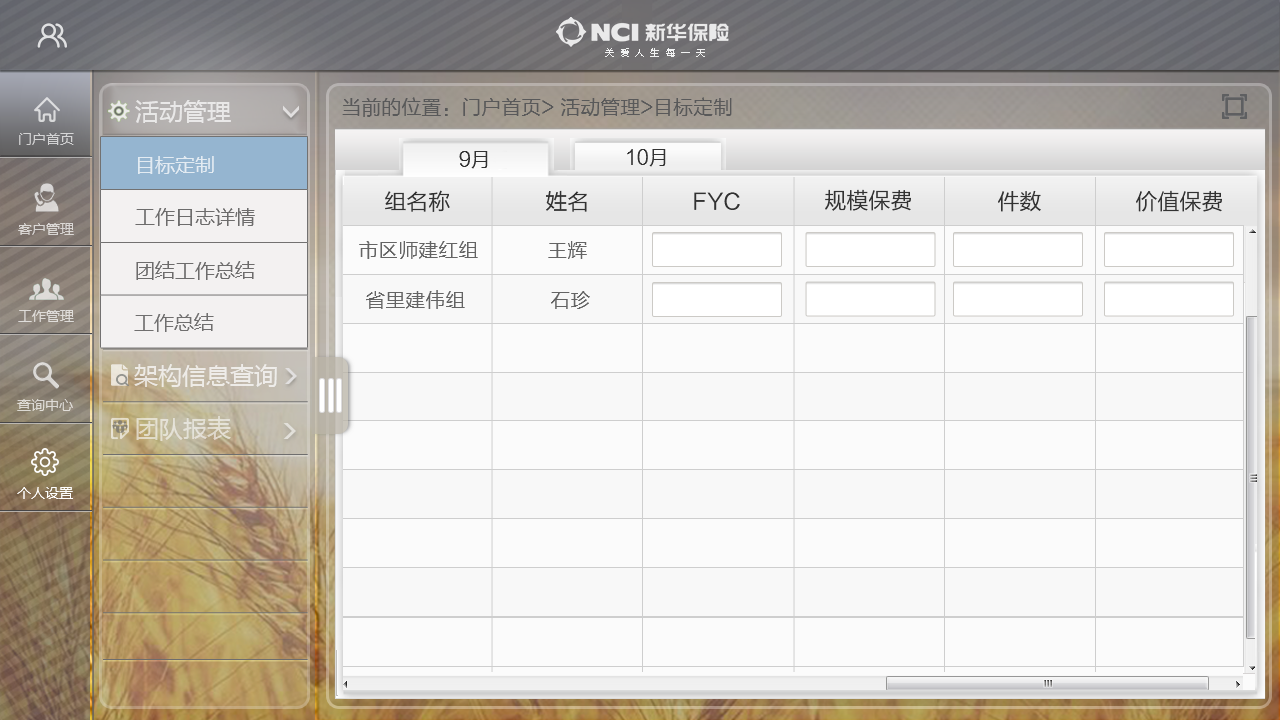 NCI 新华保险
关爱人生每一天
门户首页
客户管理
工作管理
查询中心
个人设置
活动管理
目标定制
工作日志详情
团结工作总结
工作总结
架构信息查询
团队报表
当前的位置：门户首页> 活动管理>目标定制
9月 10月
组名称 姓名 FYC 规模保费 件数 价值保费
市区师建红组 王辉
省里建伟组 石珍